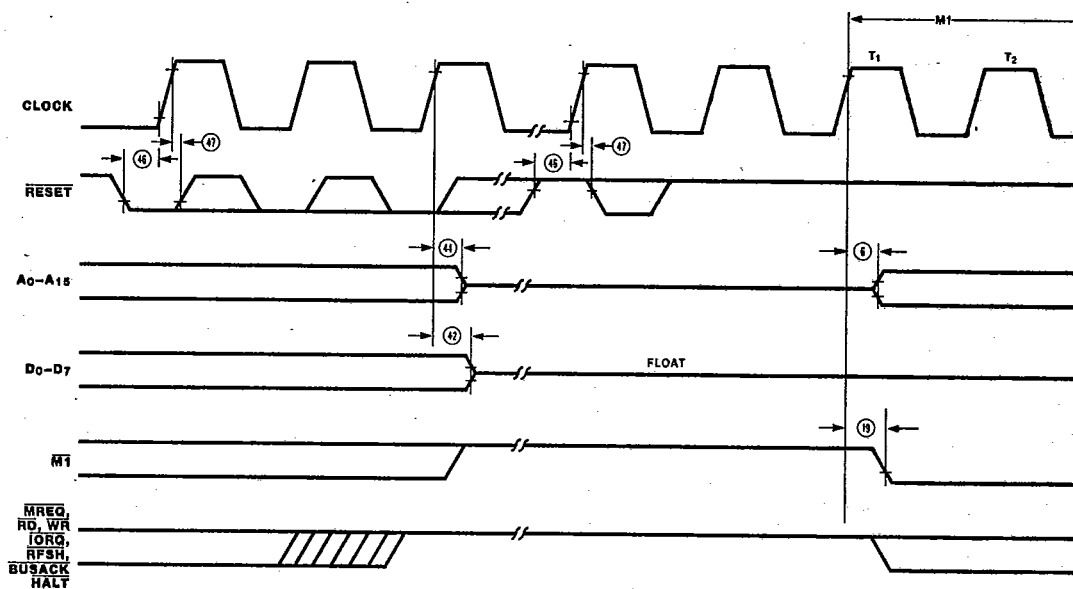 M1
T1 T2
CLOCK
46 47 46 47
RESET
44 6
A0–A15
42
D0–D7 FLOAT
19
M1
MREQ,
RD, WR
IORQ,
RFSH,
BUSACK
HALT